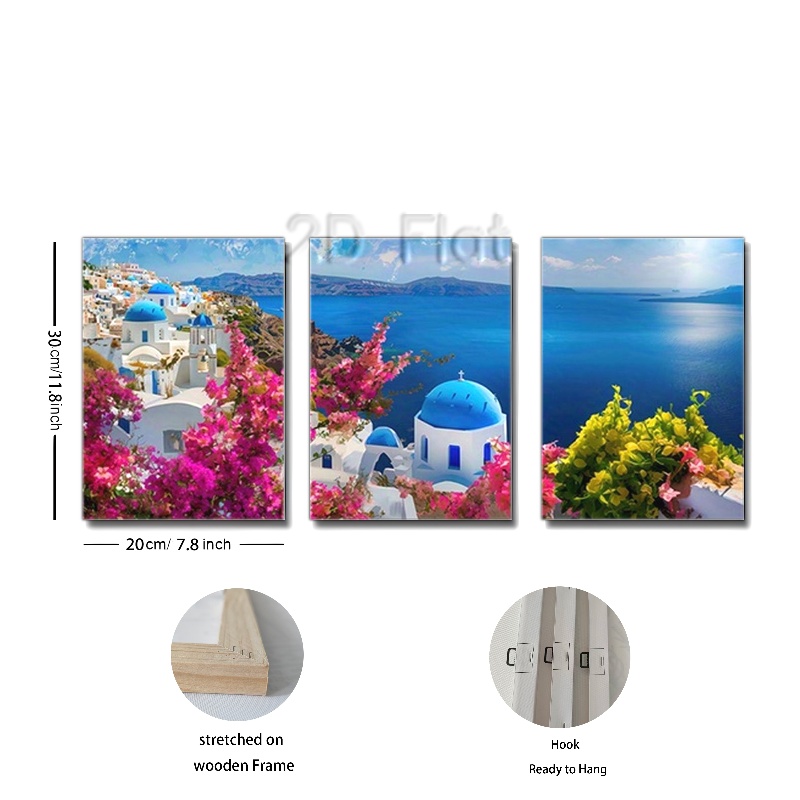 2D Flat
30cm/11.8inch
20cm/ 7.8 inch
stretched on
wooden Frame
Hook
Ready to Hang